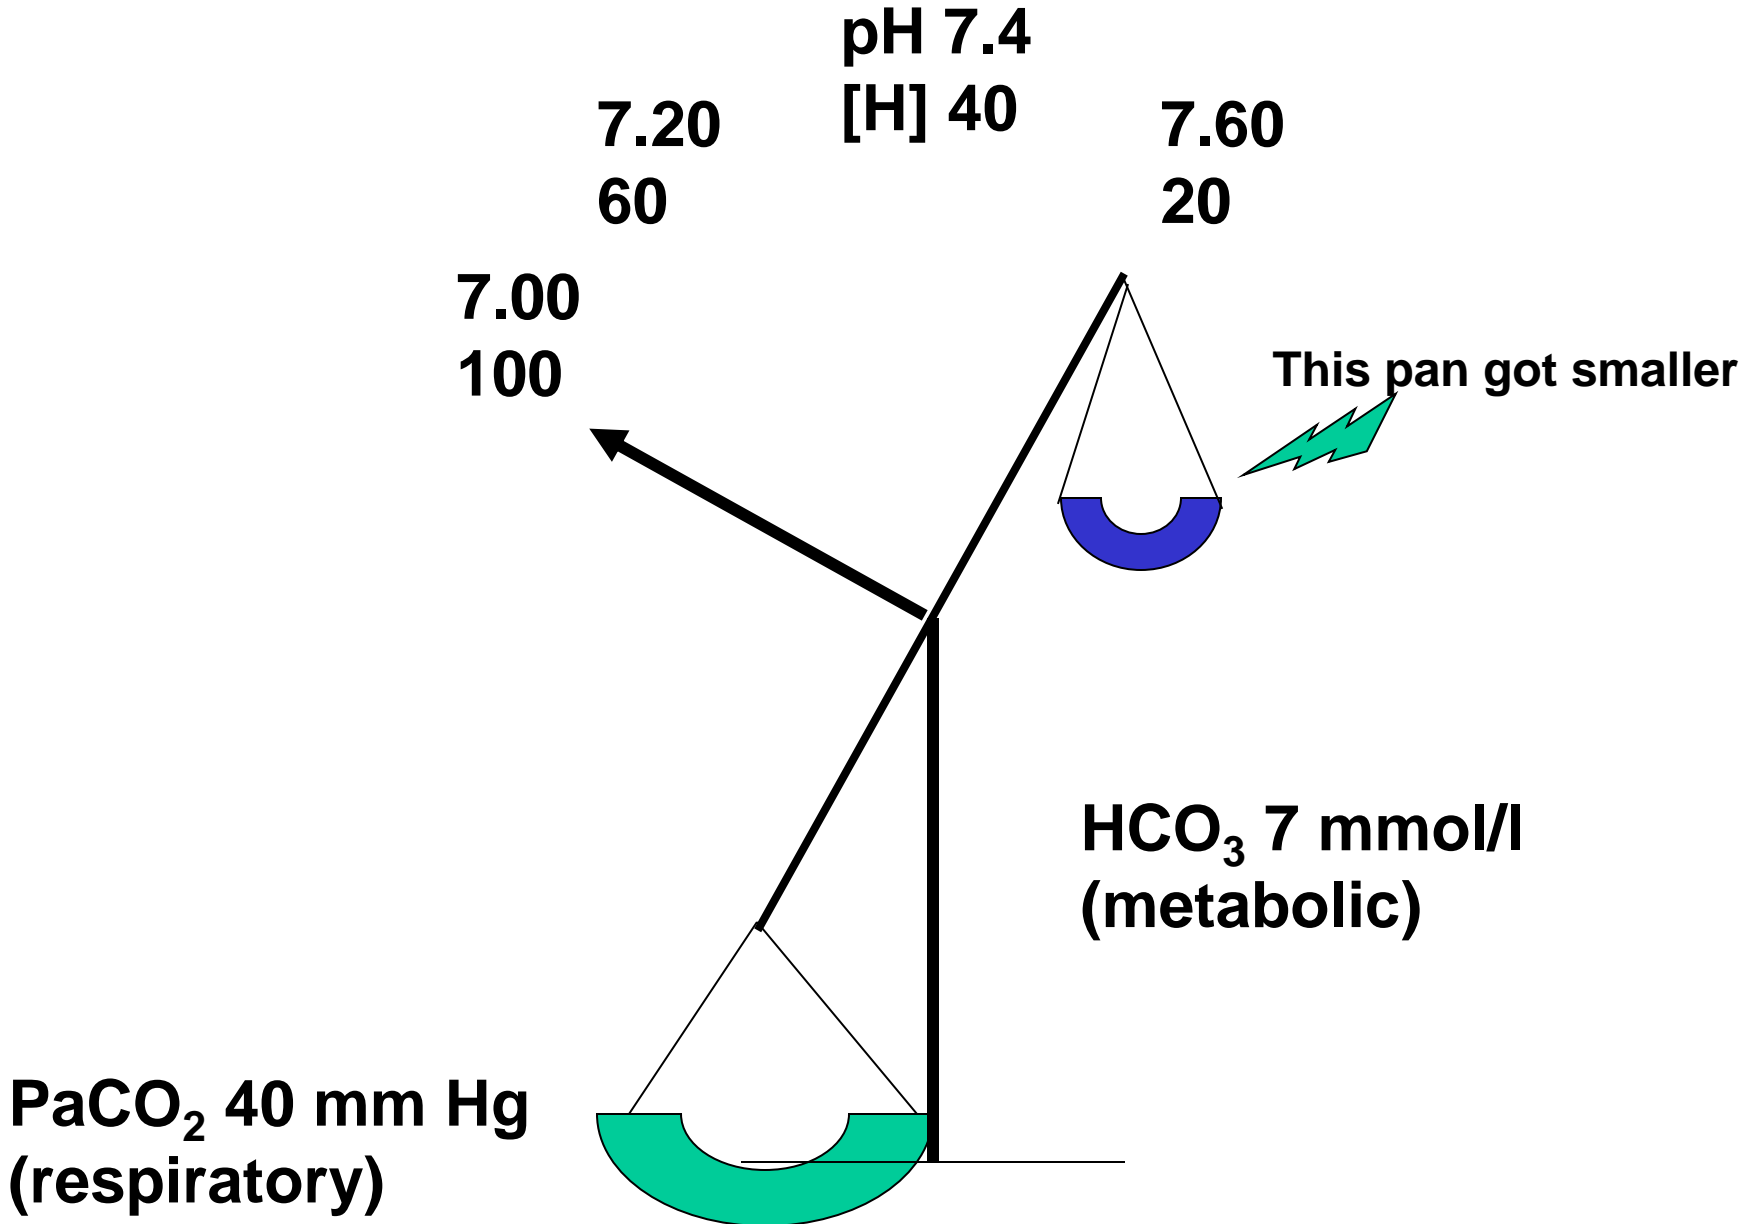 pH 7.4
[H] 40
7.20
60
7.60
20
7.00
100
This pan got smaller
HCO₃ 7 mmol/l
(metabolic)
PaCO₂ 40 mm Hg
(respiratory)